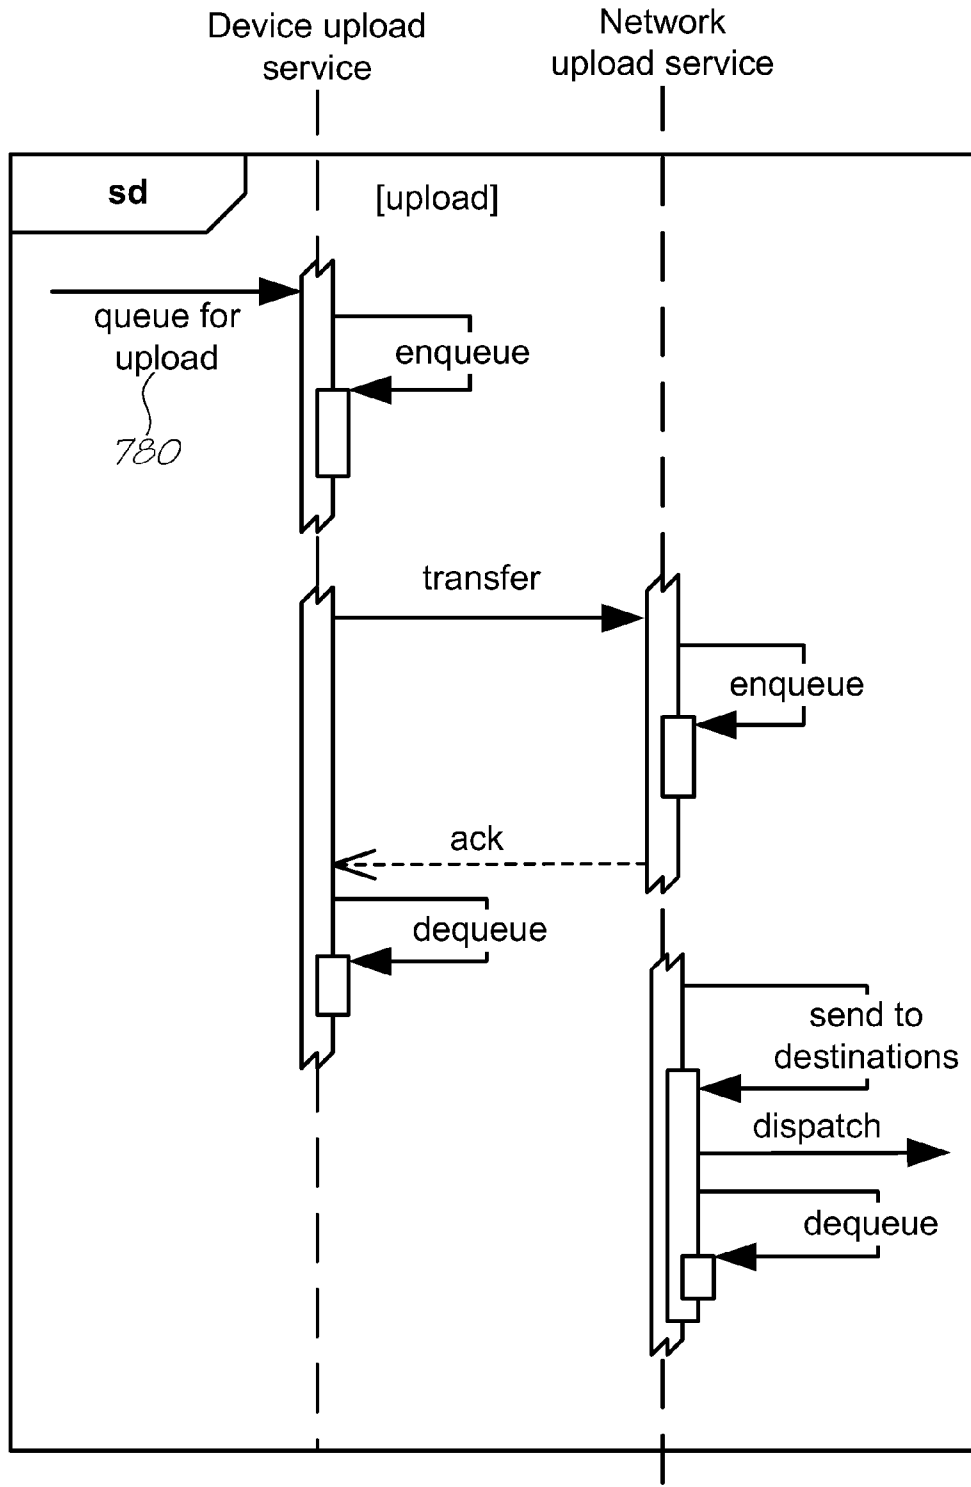 Device upload
service
Network
upload service
sd
[upload]
queue for
upload
780
enqueue
transfer
enqueue
ack
dequeue
send to
destinations
dispatch
dequeue